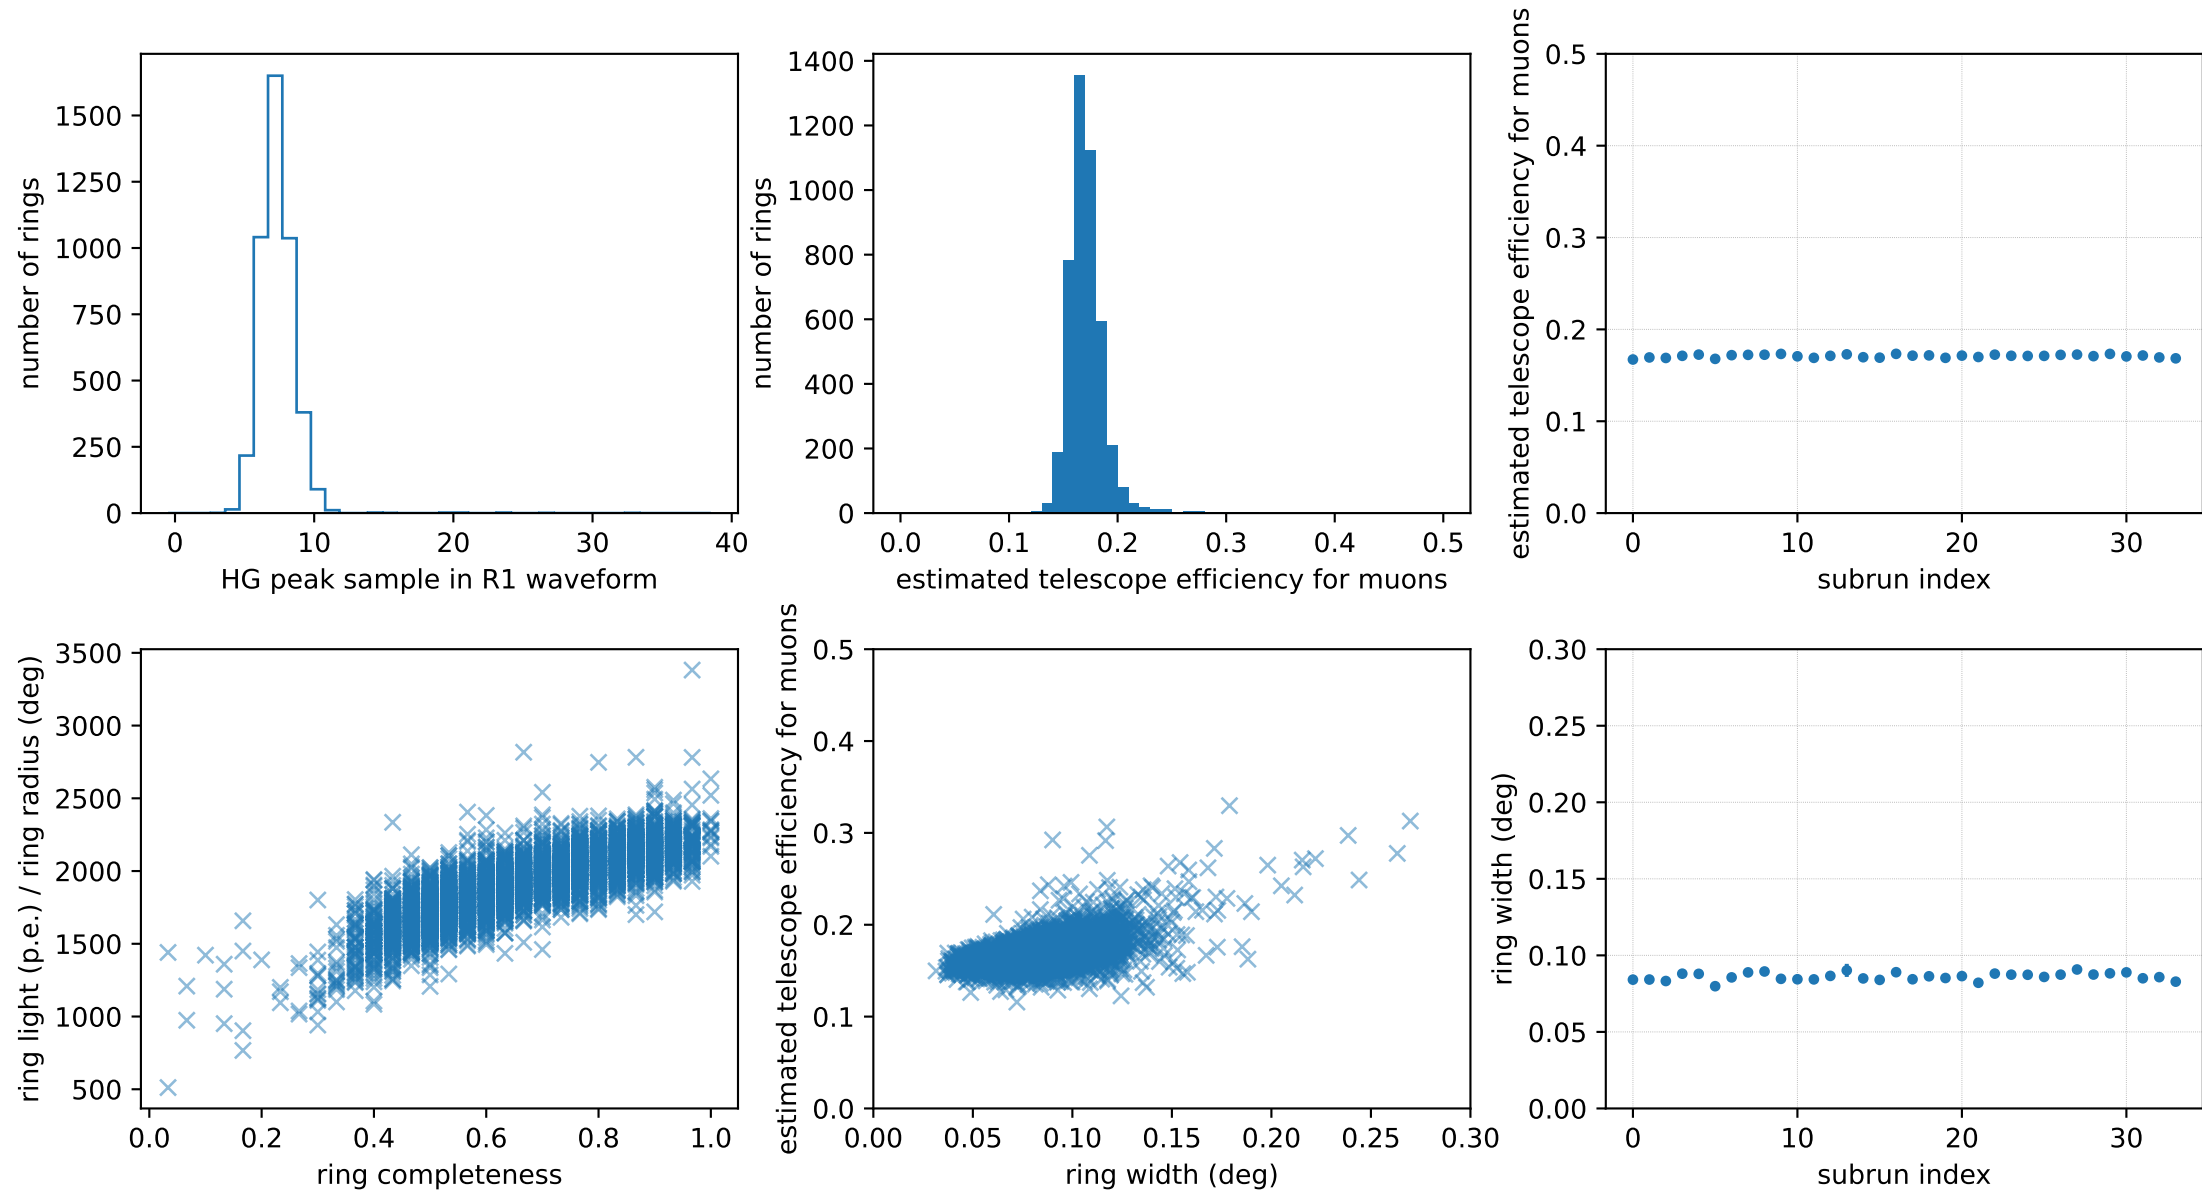 number of rings
1500
1250
1000
750
500
250
0
0 10 20 30 40
HG peak sample in R1 waveform
number of rings
1400
1200
1000
800
600
400
200
0
0.0 0.1 0.2 0.3 0.4 0.5
estimated telescope efficiency for muons
estimated telescope efficiency for muons
0.5
0.4
0.3
0.2
0.1
0.0
0 10 20 30
subrun index
ring light (p.e.) / ring radius (deg)
3500
3000
2500
2000
1500
1000
500
0.0 0.2 0.4 0.6 0.8 1.0
ring completeness
estimated telescope efficiency for muons
0.5
0.4
0.3
0.2
0.1
0.0
0.00 0.05 0.10 0.15 0.20 0.25 0.30
ring width (deg)
ring width (deg)
0.30
0.25
0.20
0.15
0.10
0.05
0.00
0 10 20 30
subrun index